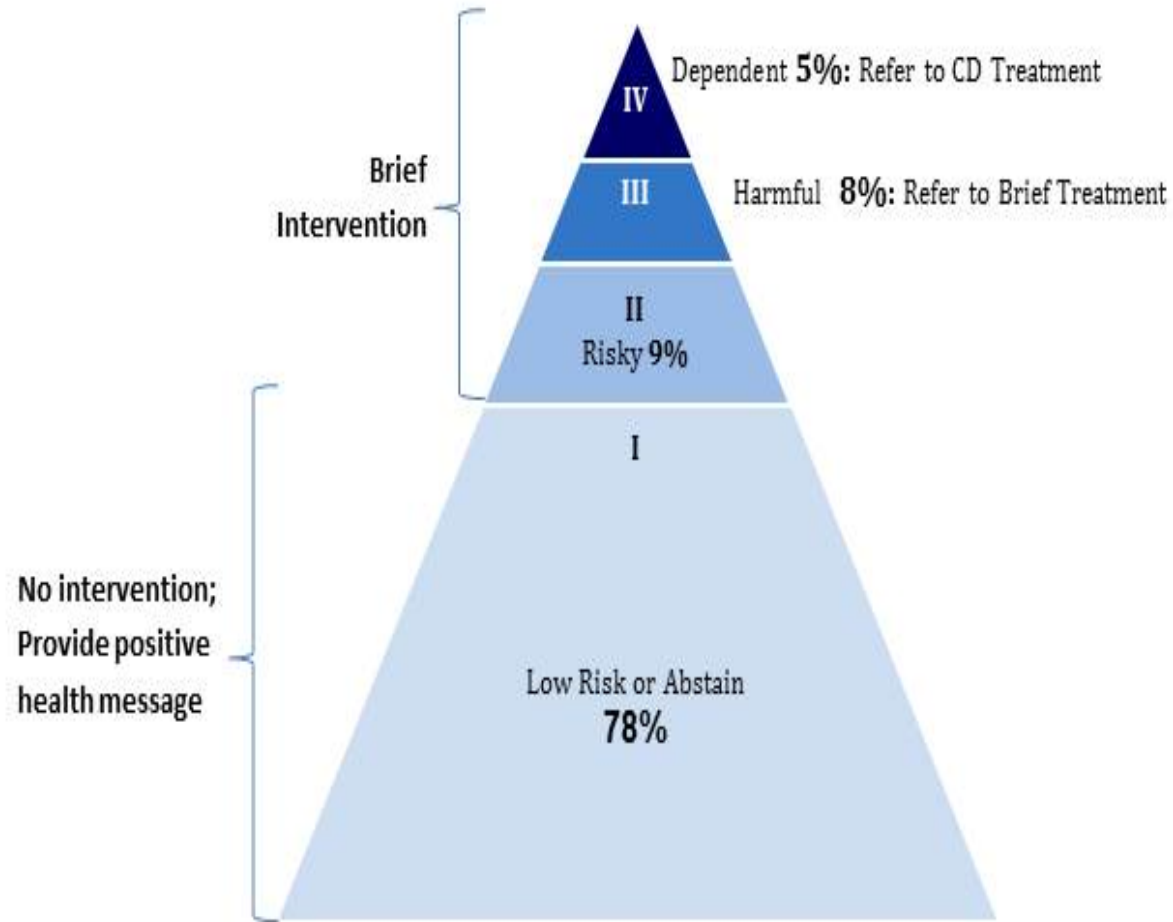 IV
Dependent 5%: Refer to CD Treatment
Brief
Intervention
III
Harmful 8%: Refer to Brief Treatment
II
Risky 9%
I
No intervention;
Provide positive
health message
Low Risk or Abstain
78%